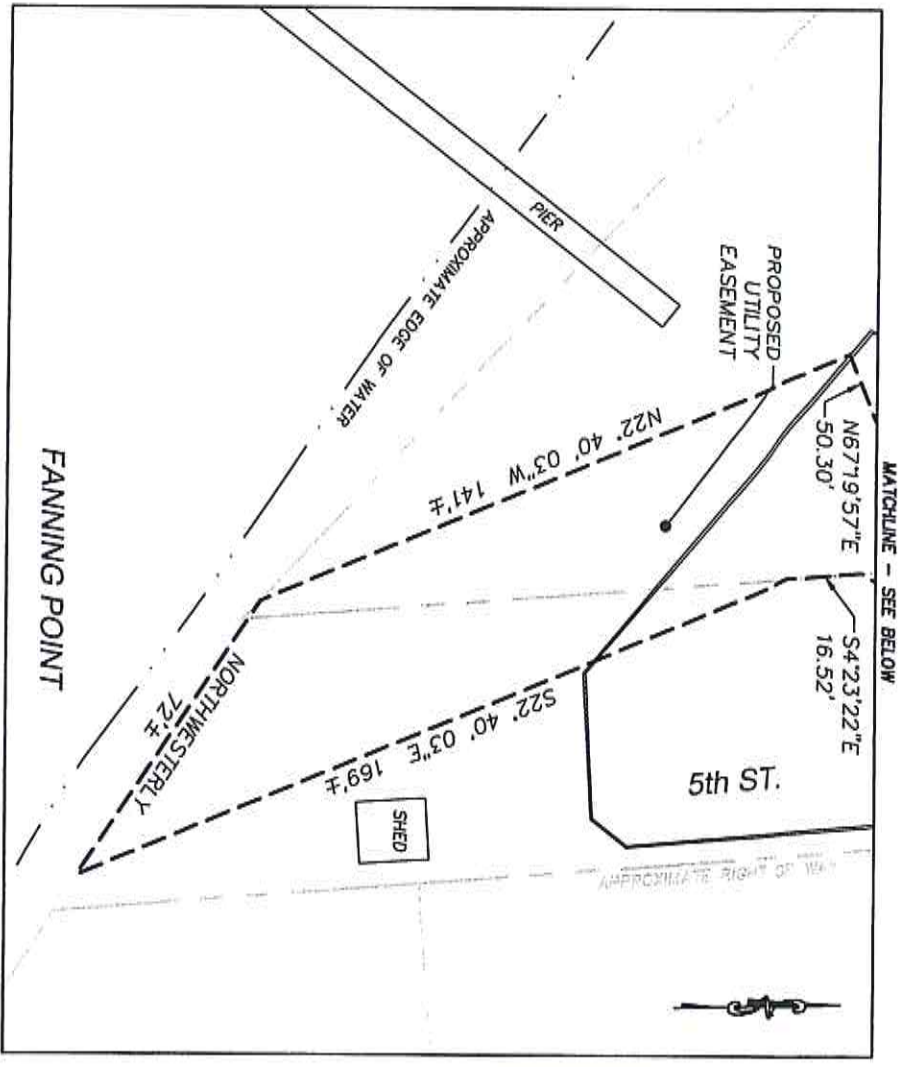 MATCHLINE - SEE BELOW
PROPOSED
UTILITY
EASEMENT
N67°19'57"E
50.30'
S4°23'22"E
16.52'
PIER
APPROXIMATE EDGE OF WATER
N22° 40' 03"W 141'±
S22° 40' 03"E 169'±
NORTHWESTERLY
72'±
5th ST.
SHED
APPROXIMATE RIGHT OF WAY
FANNING POINT